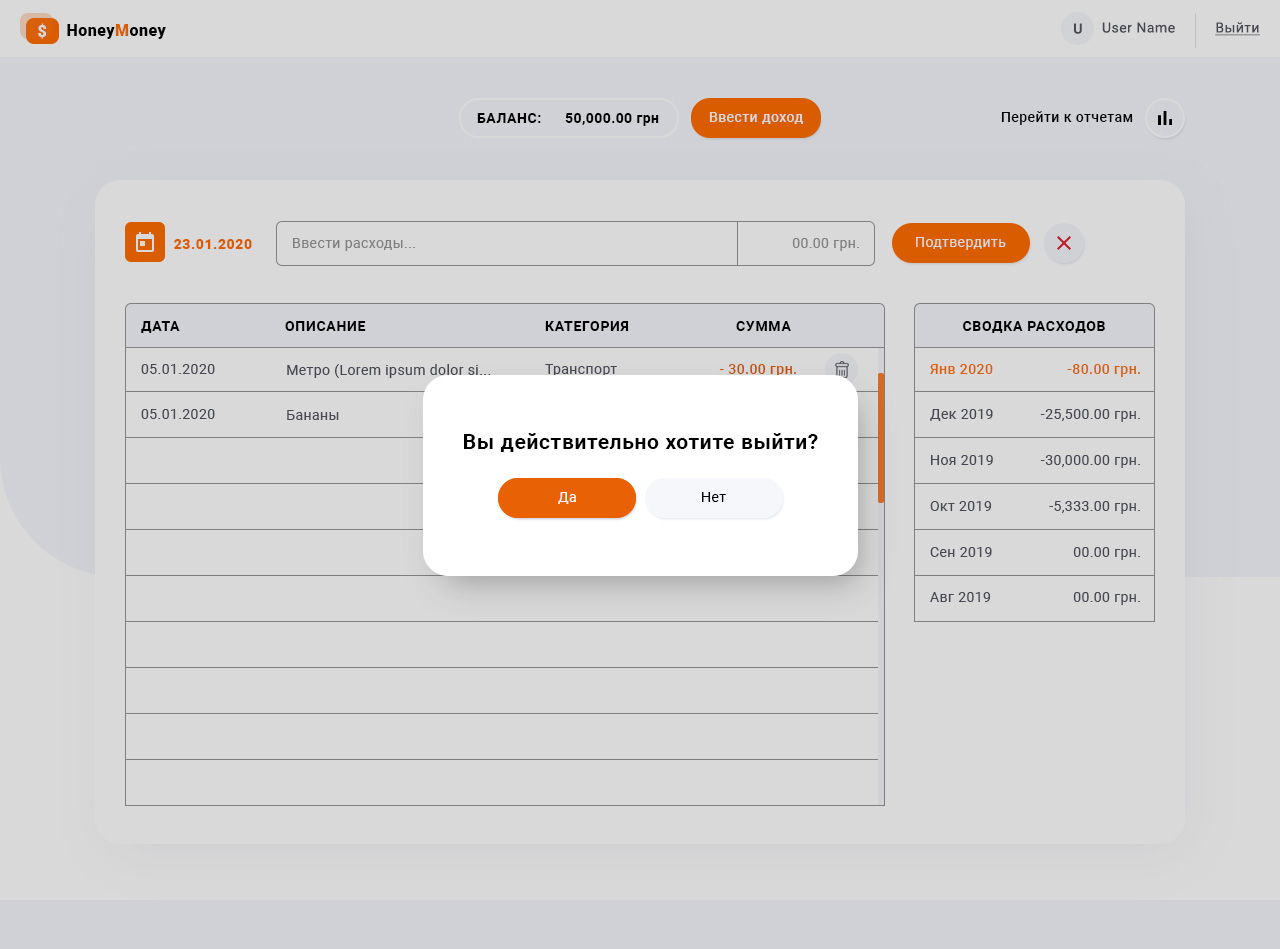 $ HoneyMoney
U User Name Выйти
БАЛАНС: 50,000.00 грн Ввести доход Перейти к отчетам
23.01.2020 Ввести расходы... 00.00 грн. Подтвердить
ДАТА ОПИСАНИЕ КАТЕГОРИЯ СУММА
05.01.2020 Метро (Lorem ipsum dolor si... Транспорт - 30.00 грн.
05.01.2020 Бананы
СВОДКА РАСХОДОВ
Янв 2020 -80.00 грн.
Дек 2019 -25,500.00 грн.
Ноя 2019 -30,000.00 грн.
Окт 2019 -5,333.00 грн.
Сен 2019 00.00 грн.
Авг 2019 00.00 грн.
Вы действительно хотите выйти?
Да Нет